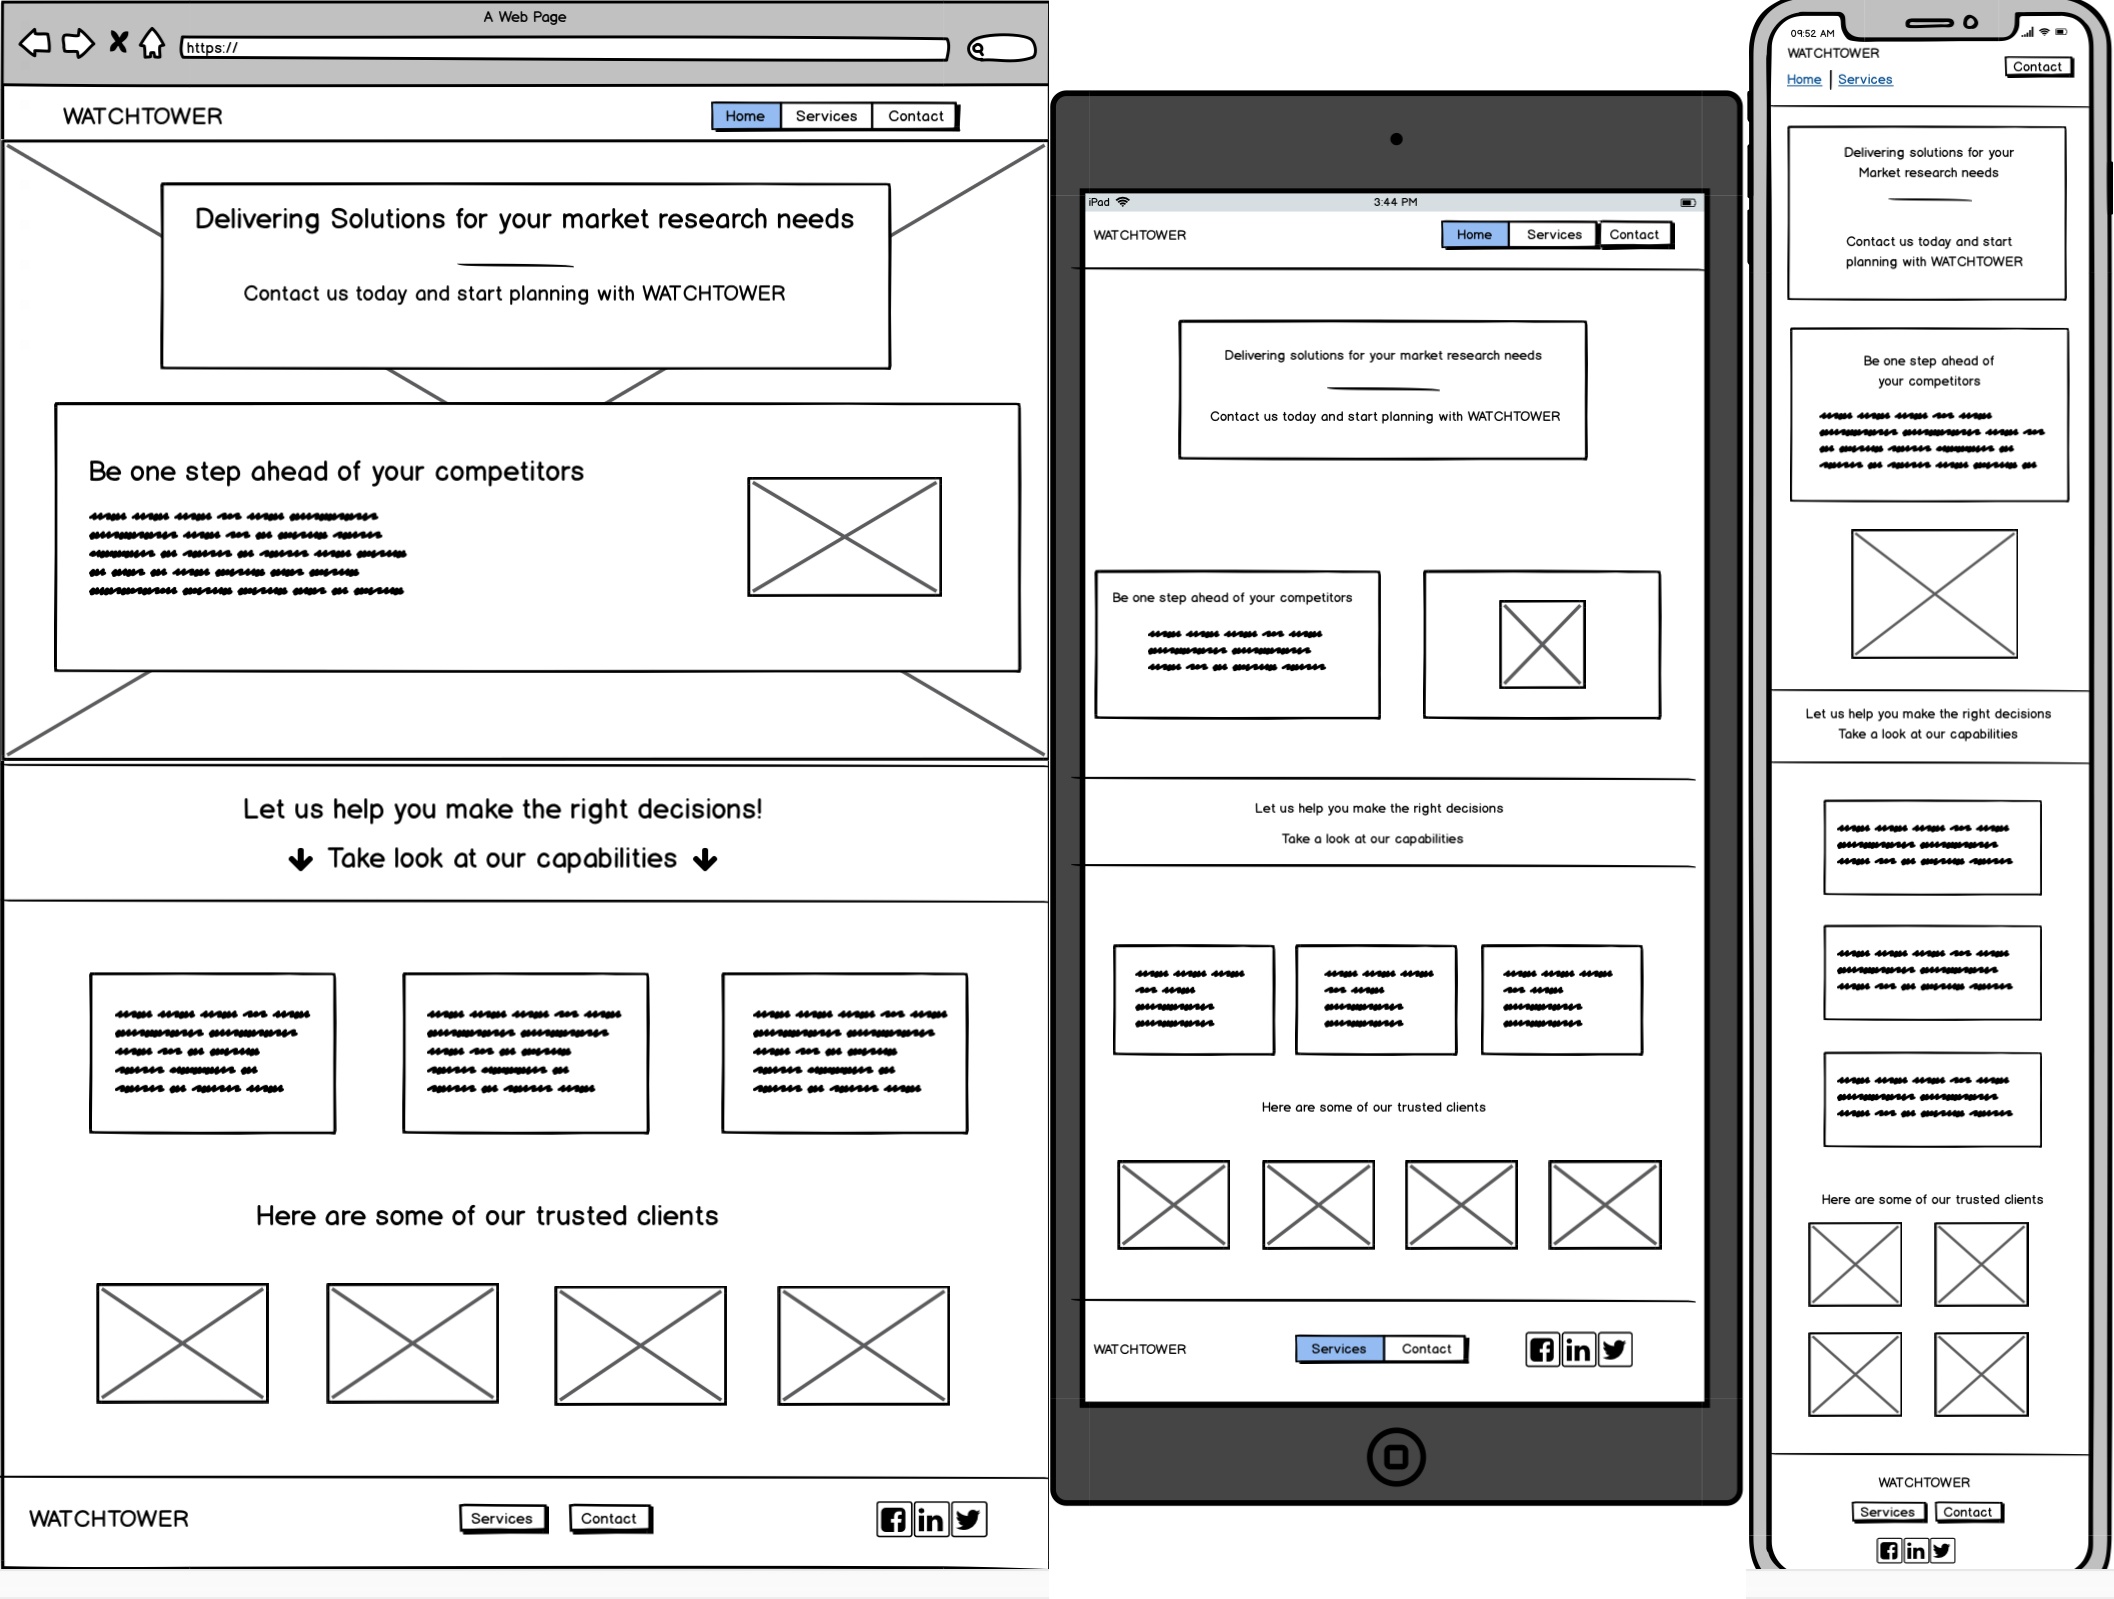 A Web Page
https://
WATCHTOWER
Home Services Contact
Delivering Solutions for your market research needs
Contact us today and start planning with WATCHTOWER
Be one step ahead of your competitors
Let us help you make the right decisions!
Take look at our capabilities
Here are some of our trusted clients
WATCHTOWER
Services Contact
iPad 3:44 PM
WATCHTOWER
Home Services Contact
Delivering solutions for your market research needs
Contact us today and start planning with WATCHTOWER
Be one step ahead of your competitors
Let us help you make the right decisions
Take a look at our capabilities
Here are some of our trusted clients
WATCHTOWER
Services Contact
09:52 AM
WATCHTOWER
Contact
Home | Services
Delivering solutions for your
Market research needs
Contact us today and start
planning with WATCHTOWER
Be one step ahead of
your competitors
Let us help you make the right decisions
Take a look at our capabilities
Here are some of our trusted clients
WATCHTOWER
Services Contact